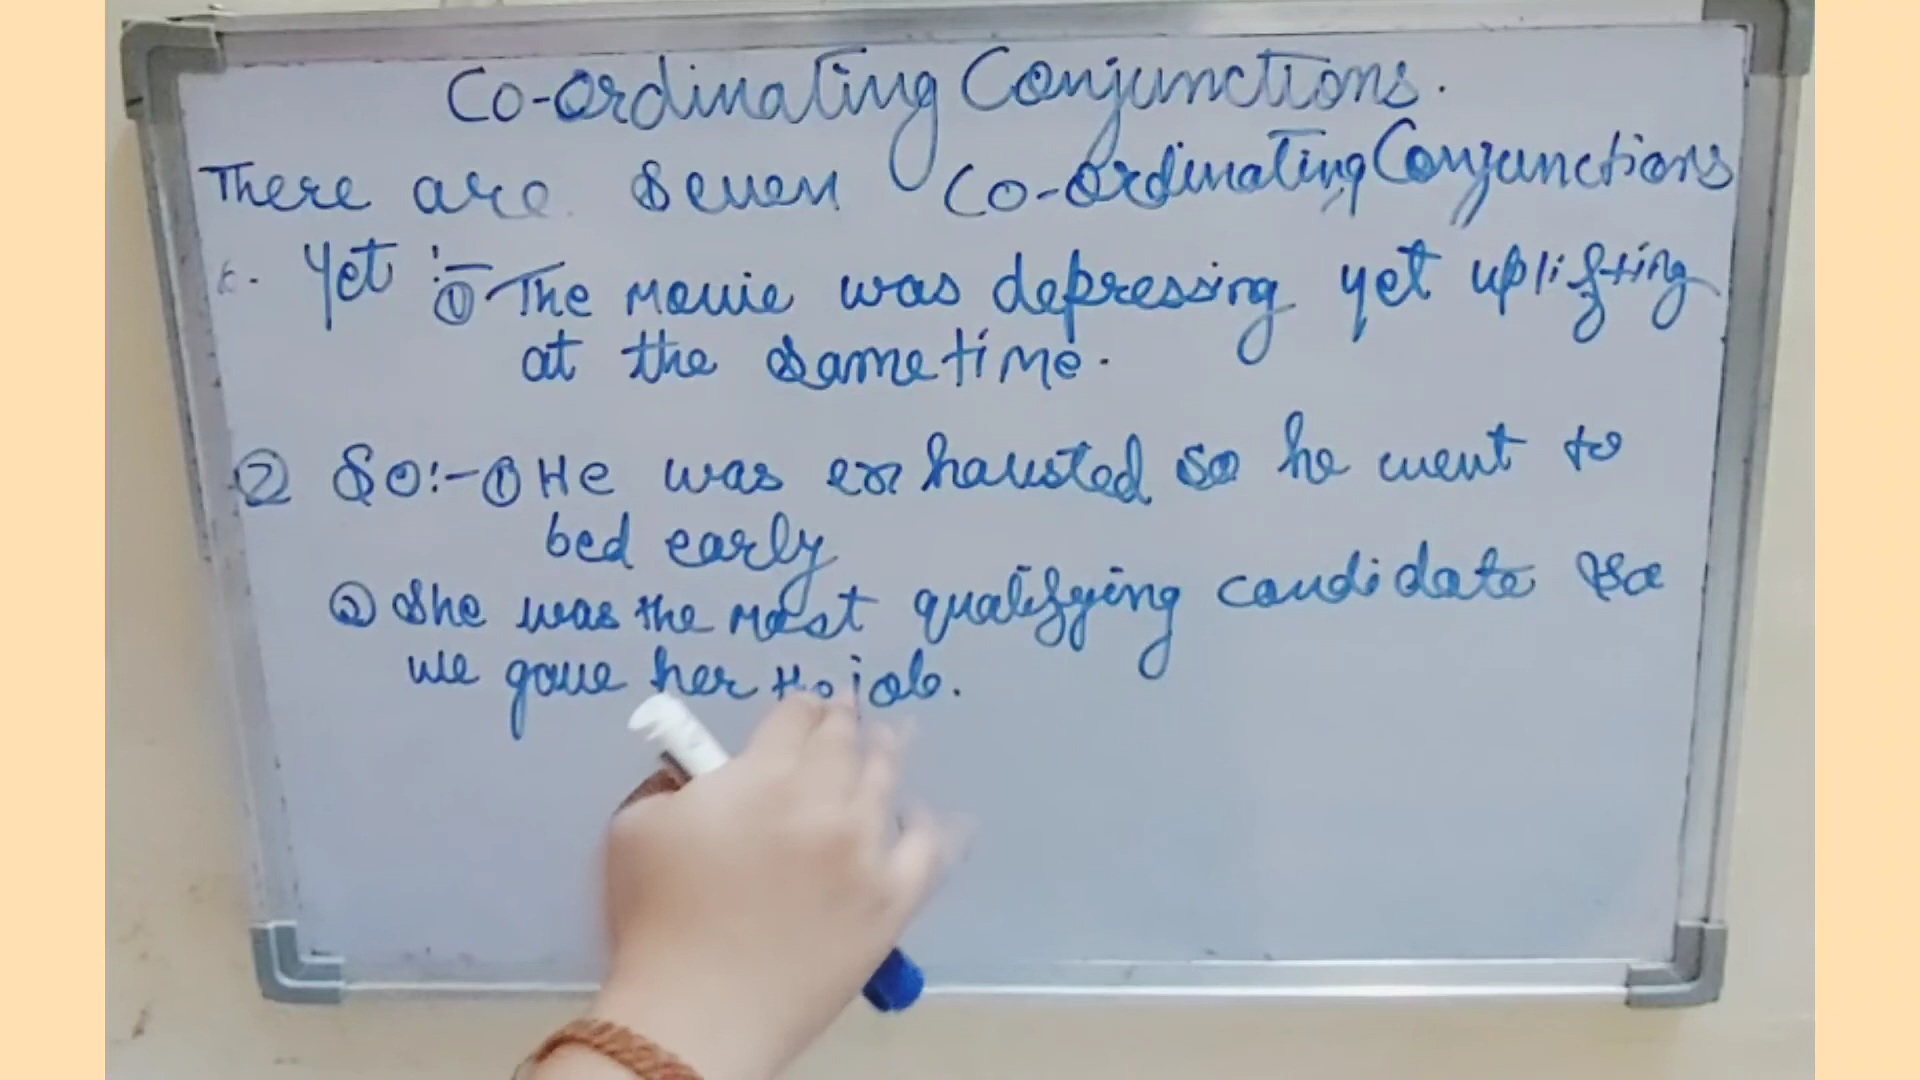 Co-ordinating Conjunctions.
There are seven Co-ordinating Conjunctions
Yet :- ① The movie was depressing yet uplifting
at the same time.
② So:- ① He was exhausted so he went to
bed early
② She was the most qualifying candidate so
we gave her the job.